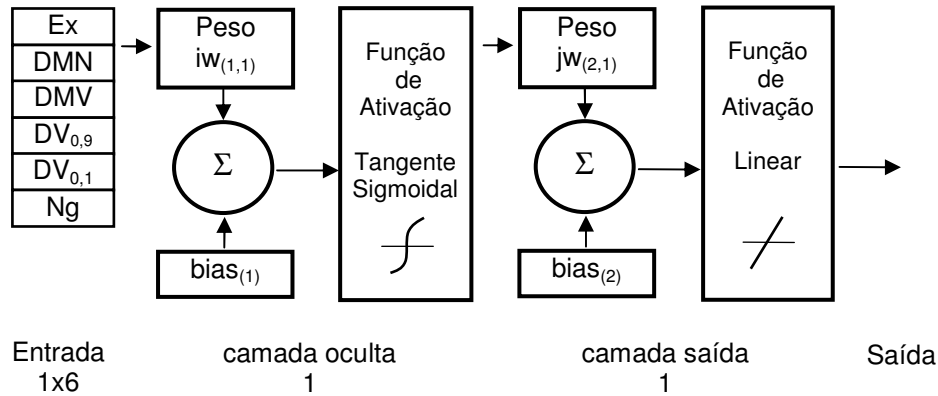 Ex
DMN
DMV
DV₀,₉
DV₀,₁
Ng
Peso
iw₍₁,₁₎
Σ
bias₍₁₎
Função
de
Ativação
Tangente
Sigmoidal
Peso
jw₍₂,₁₎
Σ
bias₍₂₎
Função
de
Ativação
Linear
Entrada
1x6
camada oculta
1
camada saída
1
Saída